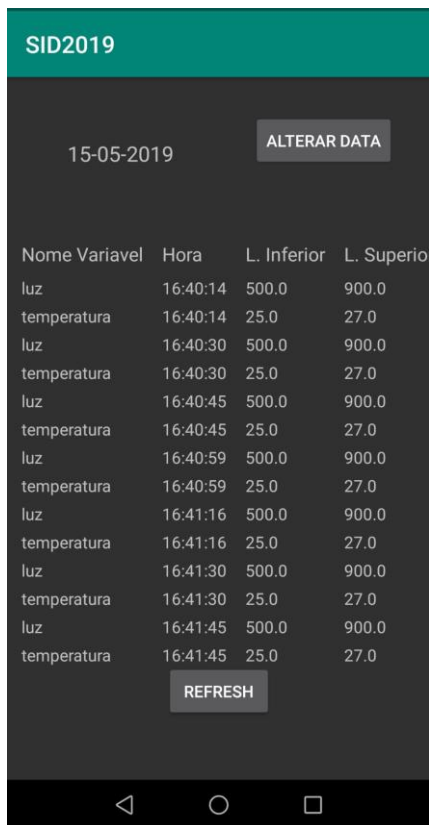 SID2019
15-05-2019 ALTERAR DATA
Nome Variavel Hora L. Inferior L. Superio
luz 16:40:14 500.0 900.0
temperatura 16:40:14 25.0 27.0
luz 16:40:30 500.0 900.0
temperatura 16:40:30 25.0 27.0
luz 16:40:45 500.0 900.0
temperatura 16:40:45 25.0 27.0
luz 16:40:59 500.0 900.0
temperatura 16:40:59 25.0 27.0
luz 16:41:16 500.0 900.0
temperatura 16:41:16 25.0 27.0
luz 16:41:30 500.0 900.0
temperatura 16:41:30 25.0 27.0
luz 16:41:45 500.0 900.0
temperatura 16:41:45 25.0 27.0
REFRESH